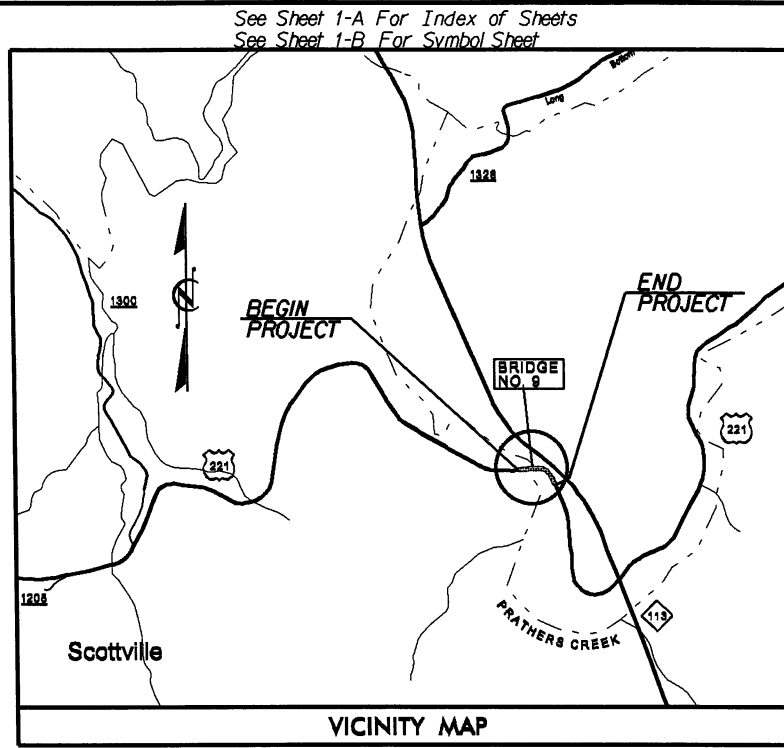 See Sheet 1-A For Index of Sheets
See Sheet 1-B For Symbol Sheet
Long
Bottom
1328
1300
BEGIN
PROJECT
END
PROJECT
BRIDGE
NO. 9
221
221
1205
PRATHERS CREEK
113
Scottville
VICINITY MAP